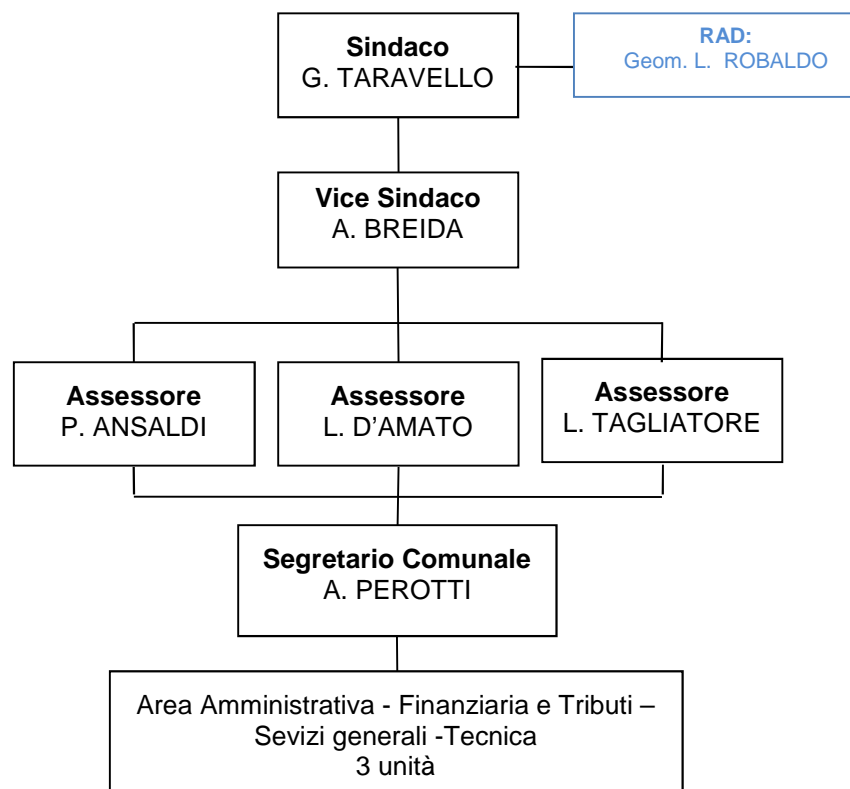 Sindaco
G. TARAVELLO
RAD:
Geom. L. ROBALDO
Vice Sindaco
A. BREIDA
Assessore
P. ANSALDI
Assessore
L. D’AMATO
Assessore
L. TAGLIATORE
Segretario Comunale
A. PEROTTI
Area Amministrativa - Finanziaria e Tributi –
Sevizi generali -Tecnica
3 unità